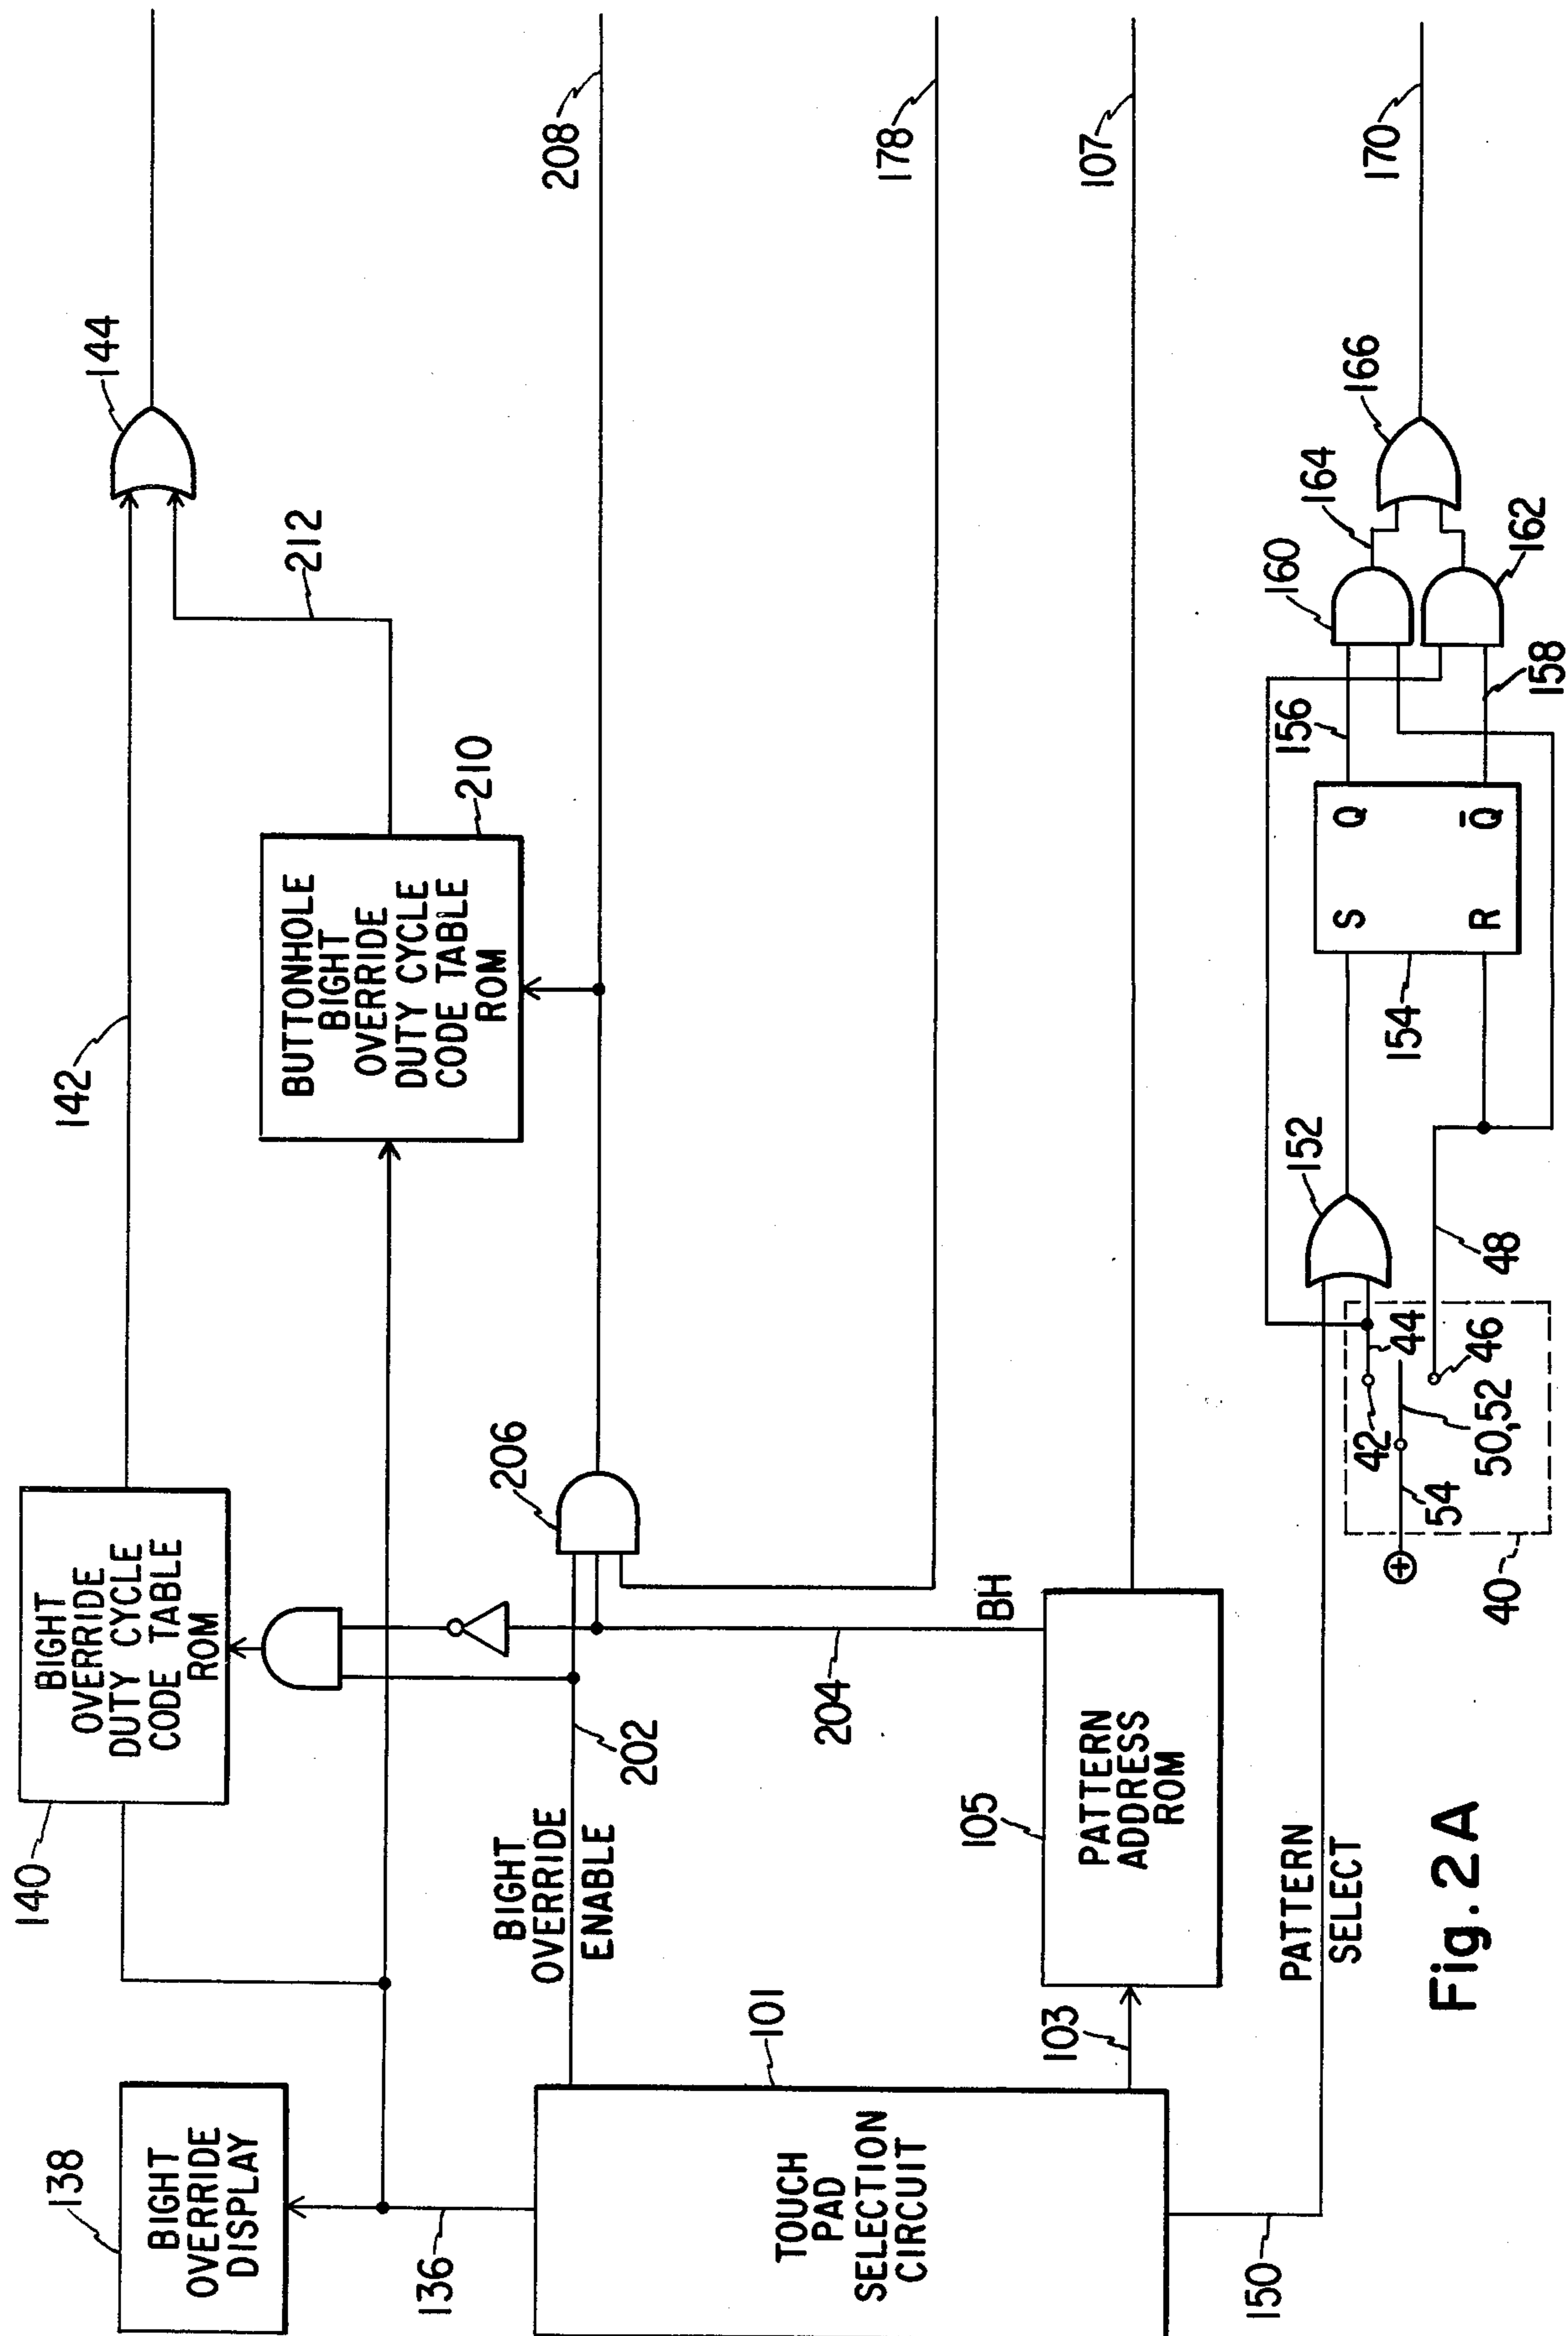 138
BIGHT
OVERRIDE
DISPLAY
136
140
BIGHT
OVERRIDE
DUTY CYCLE
CODE TABLE
ROM
142
144
BUTTONHOLE
BIGHT
OVERRIDE
DUTY CYCLE
CODE TABLE
ROM
210
212
101
TOUCH
PAD
SELECTION
CIRCUIT
BIGHT
OVERRIDE
ENABLE
202
206
208
204
BH
178
103
105
PATTERN
ADDRESS
ROM
107
150
PATTERN
SELECT
40
42
44
46
48
50,52
54
+
152
154
S
R
Q
Q̄
156
158
160
162
164
166
170
Fig. 2A